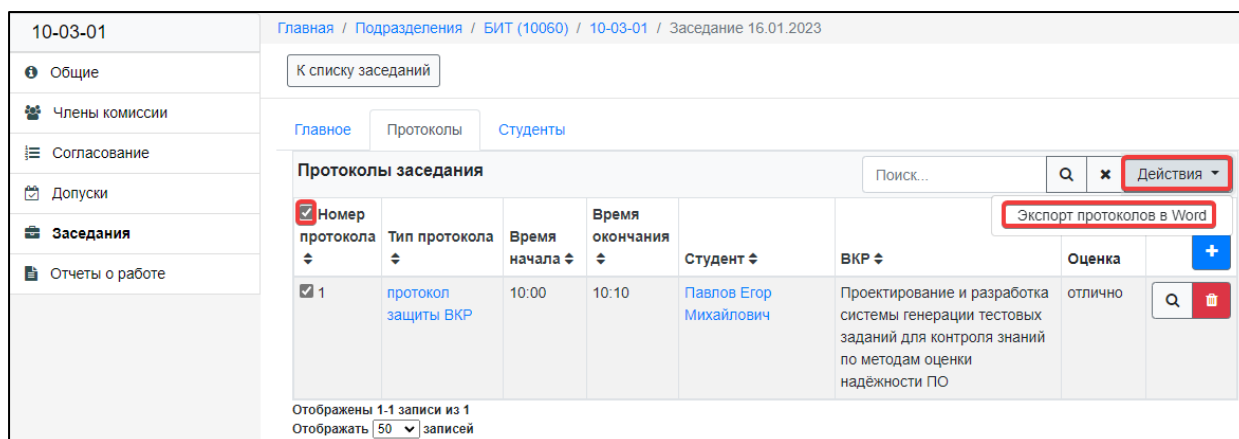 10-03-01
Общие
Члены комиссии
Согласование
Допуски
Заседания
Отчеты о работе
Главная / Подразделения / БИТ (10060) / 10-03-01 / Заседание 16.01.2023
К списку заседаний
Главное Протоколы Студенты
Протоколы заседания Поиск... Действия
Экспорт протоколов в Word
Номер протокола Тип протокола Время начала Время окончания Студент ВКР Оценка +
1 протокол защиты ВКР 10:00 10:10 Павлов Егор Михайлович Проектирование и разработка отлично
системы генерации тестовых
заданий для контроля знаний
по методам оценки
надёжности ПО
Отображены 1-1 записи из 1
Отображать 50 записей